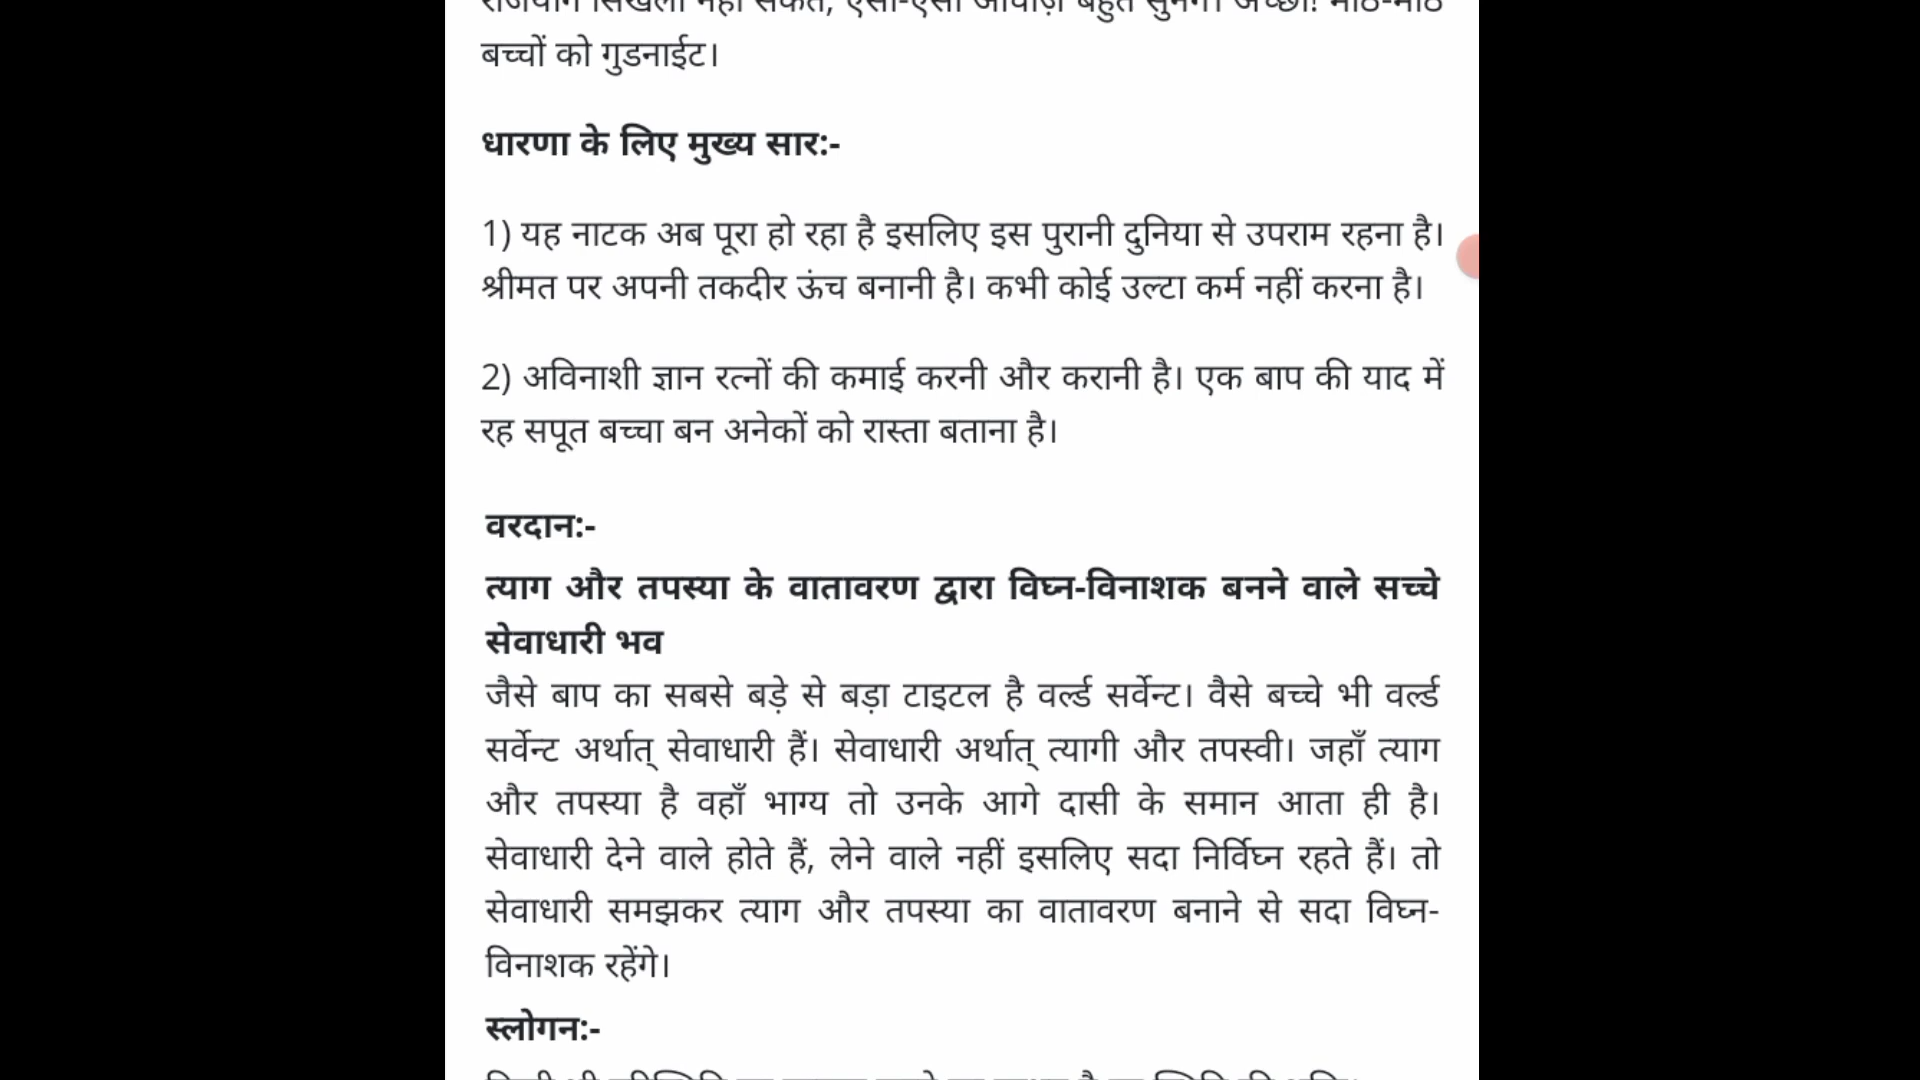 बच्चों को गुडनाईट।
धारणा के लिए मुख्य सार:-
1) यह नाटक अब पूरा हो रहा है इसलिए इस पुरानी दुनिया से उपराम रहना है।
श्रीमत पर अपनी तकदीर ऊंच बनानी है। कभी कोई उल्टा कर्म नहीं करना है।
2) अविनाशी ज्ञान रत्नों की कमाई करनी और करानी है। एक बाप की याद में
रह सपूत बच्चा बन अनेकों को रास्ता बताना है।
वरदान:-
त्याग और तपस्या के वातावरण द्वारा विघ्न-विनाशक बनने वाले सच्चे
सेवाधारी भव
जैसे बाप का सबसे बड़े से बड़ा टाइटल है वर्ल्ड सर्वेन्ट। वैसे बच्चे भी वर्ल्ड
सर्वेन्ट अर्थात् सेवाधारी हैं। सेवाधारी अर्थात् त्यागी और तपस्वी। जहाँ त्याग
और तपस्या है वहाँ भाग्य तो उनके आगे दासी के समान आता ही है।
सेवाधारी देने वाले होते हैं, लेने वाले नहीं इसलिए सदा निर्विघ्न रहते हैं। तो
सेवाधारी समझकर त्याग और तपस्या का वातावरण बनाने से सदा विघ्न-
विनाशक रहेंगे।
स्लोगन:-